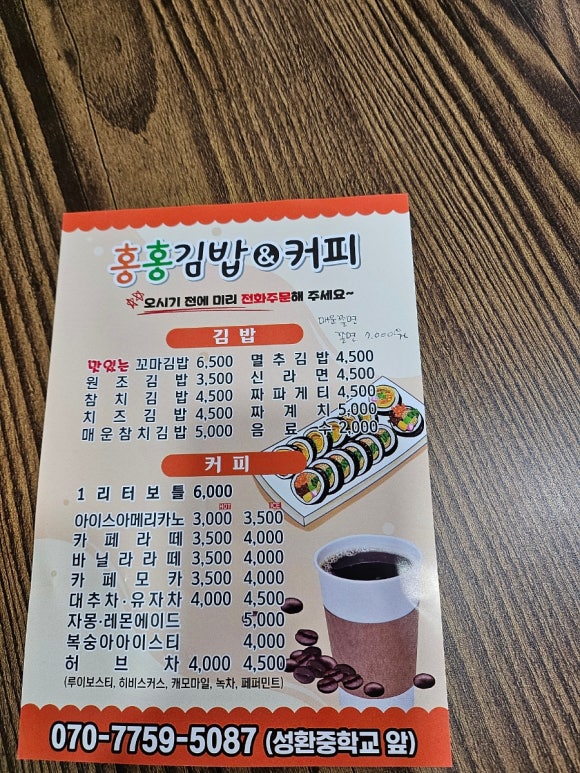 홍홍김밥&커피
오시기 전에 미리 전화주문해 주세요~
김밥
매운쫄면
쫄면 7.000
맛있는 꼬마김밥 6,500 멸추김밥 4,500
원조김밥 3,500 신라면 4,500
참치김밥 4,500 짜파게티 4,500
치즈김밥 4,500 짜계치 5,000
매운참치김밥 5,000 음료수 2,000
커피
1리터보틀 6,000
HOT ICE
아이스아메리카노 3,000 3,500
카페라떼 3,500 4,000
바닐라라떼 3,500 4,000
카페모카 3,500 4,000
대추차·유자차 4,000 4,500
자몽·레몬에이드 5,000
복숭아아이스티 4,000
허브차 4,000 4,500
(루이보스티, 히비스커스, 캐모마일, 녹차, 페퍼민트)
070-7759-5087 (성환중학교 앞)